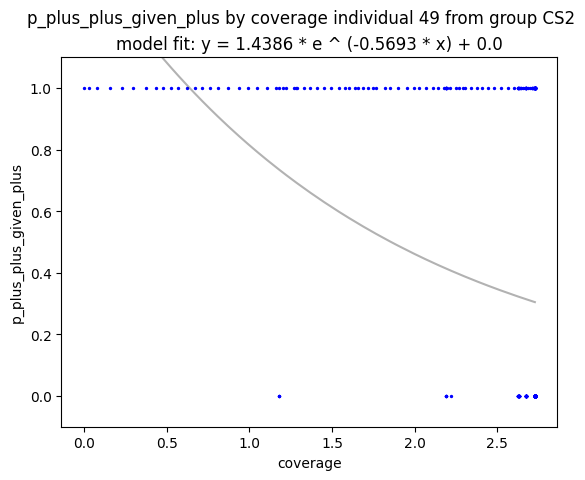 p_plus_plus_given_plus by coverage individual 49 from group CS2
model fit: y = 1.4386 * e ^ (-0.5693 * x) + 0.0
p_plus_plus_given_plus
1.0
0.8
0.6
0.4
0.2
0.0
0.0 0.5 1.0 1.5 2.0 2.5
coverage